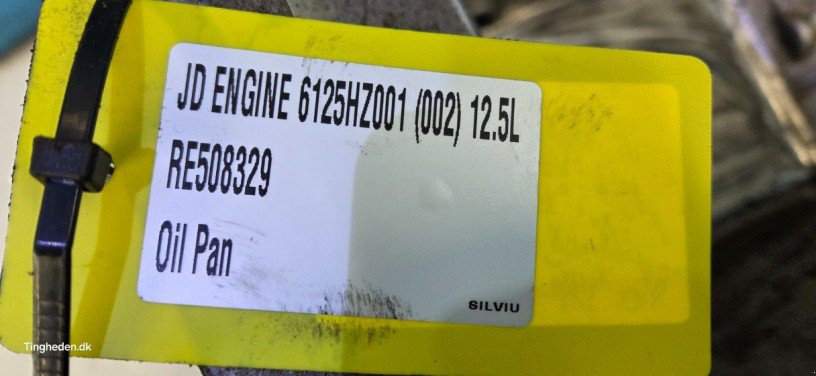 JD ENGINE 6125HZ001 (002) 12.5L
RE508329
Oil Pan
SILVIU
Tingheden.dk